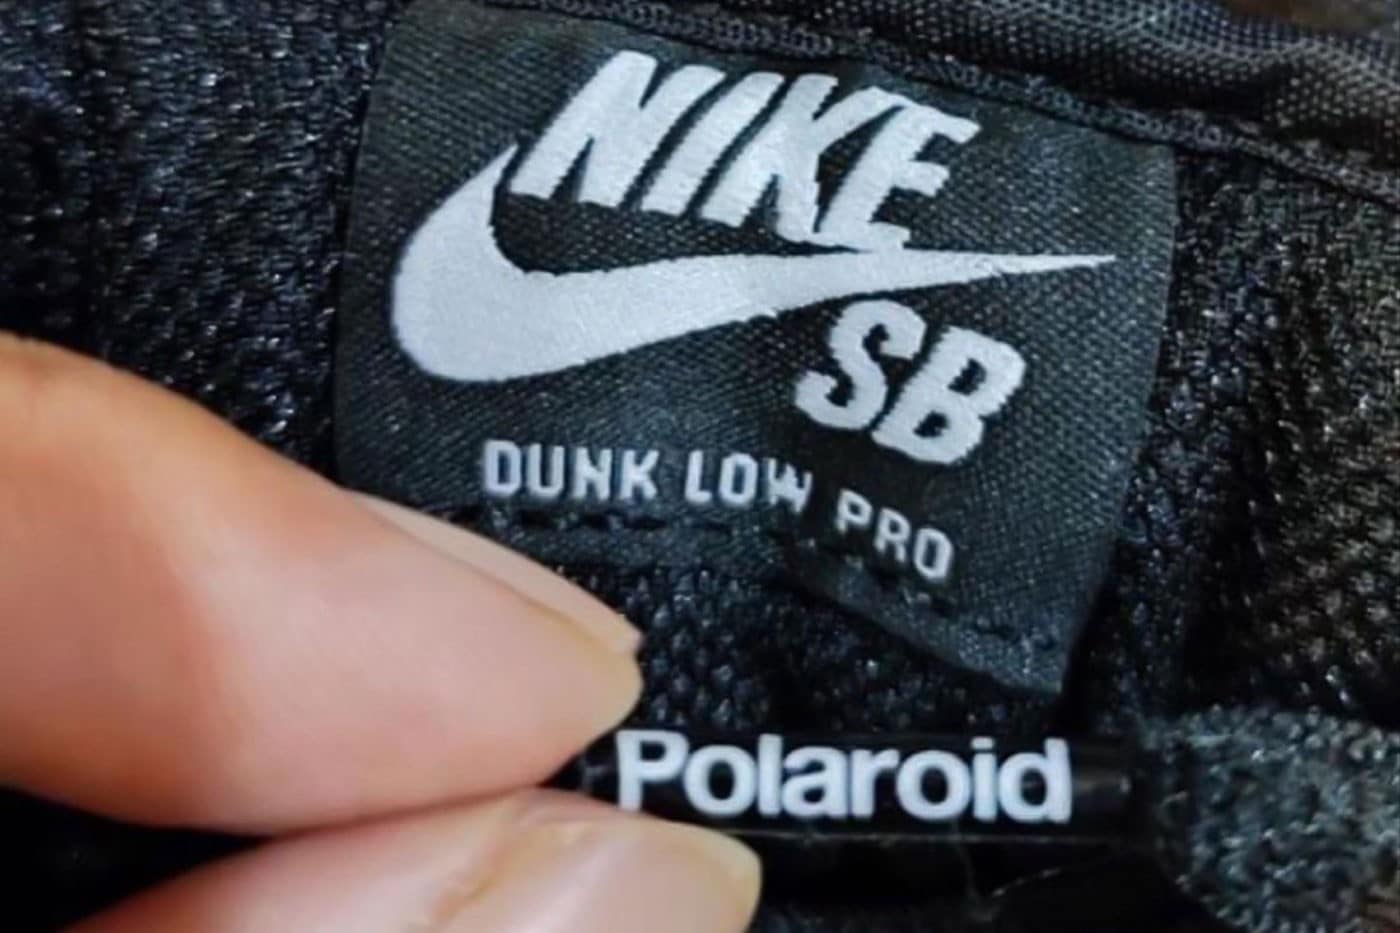 NIKE
SB
DUNK LOW PRO
Polaroid